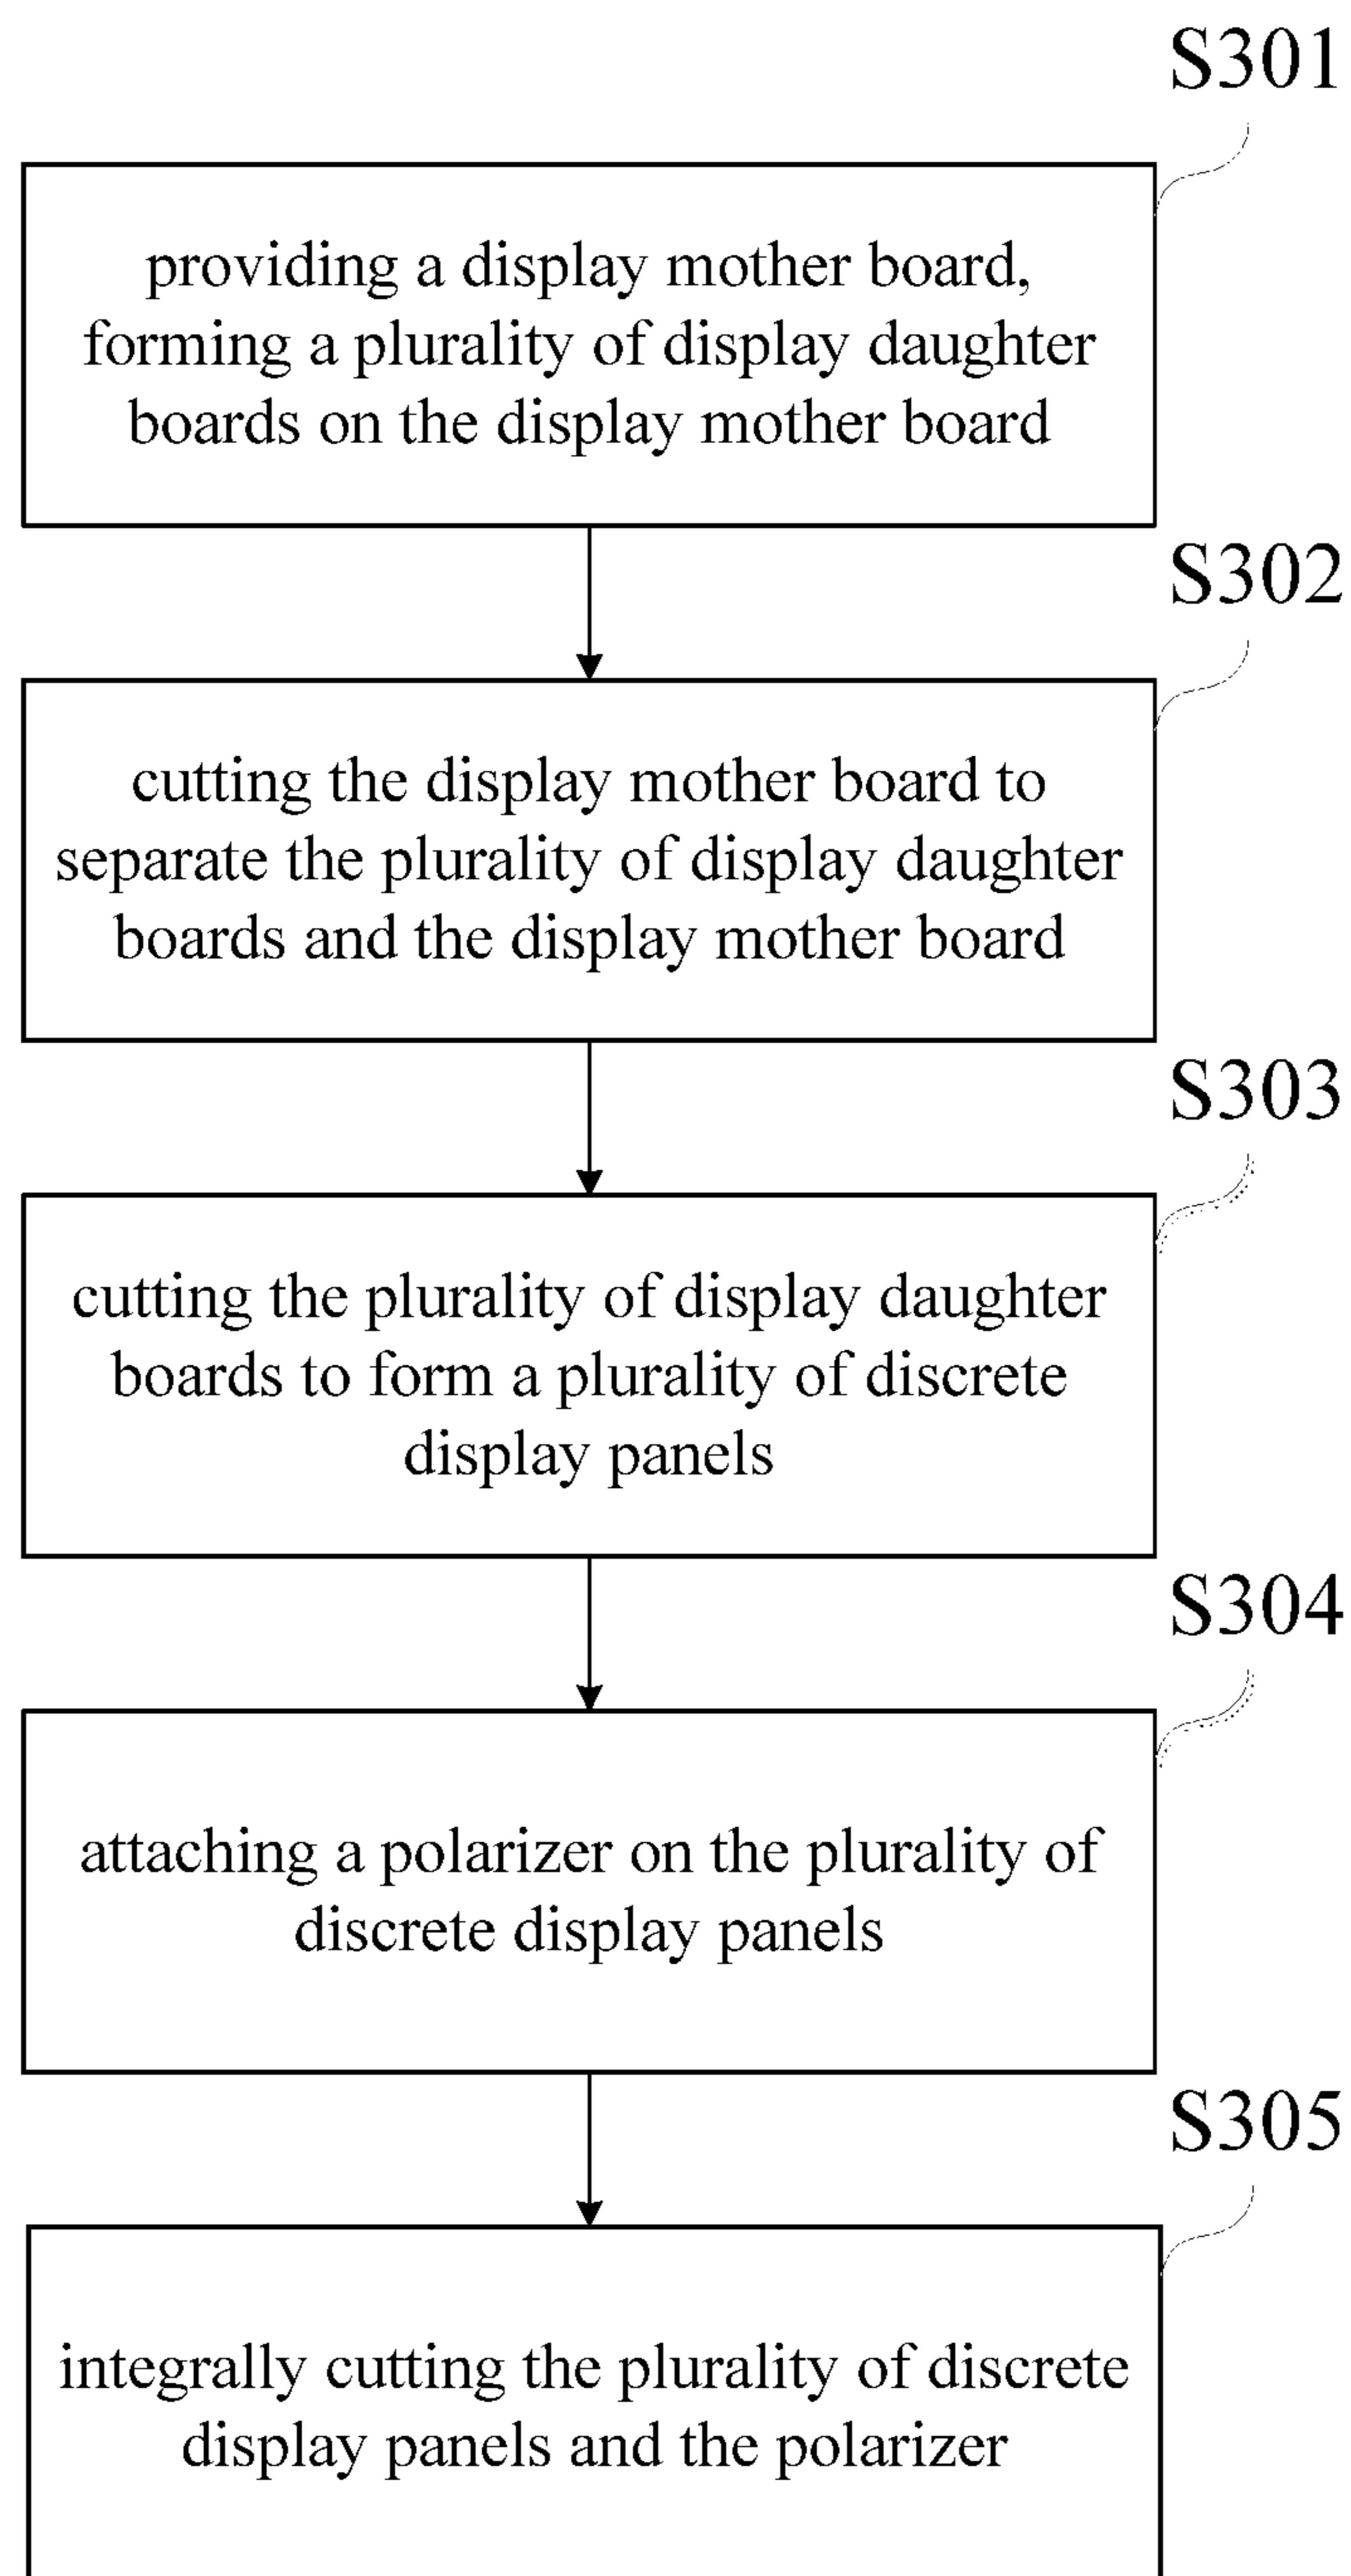 S301
providing a display mother board,
forming a plurality of display daughter
boards on the display mother board
S302
cutting the display mother board to
separate the plurality of display daughter
boards and the display mother board
S303
cutting the plurality of display daughter
boards to form a plurality of discrete
display panels
S304
attaching a polarizer on the plurality of
discrete display panels
S305
integrally cutting the plurality of discrete
display panels and the polarizer